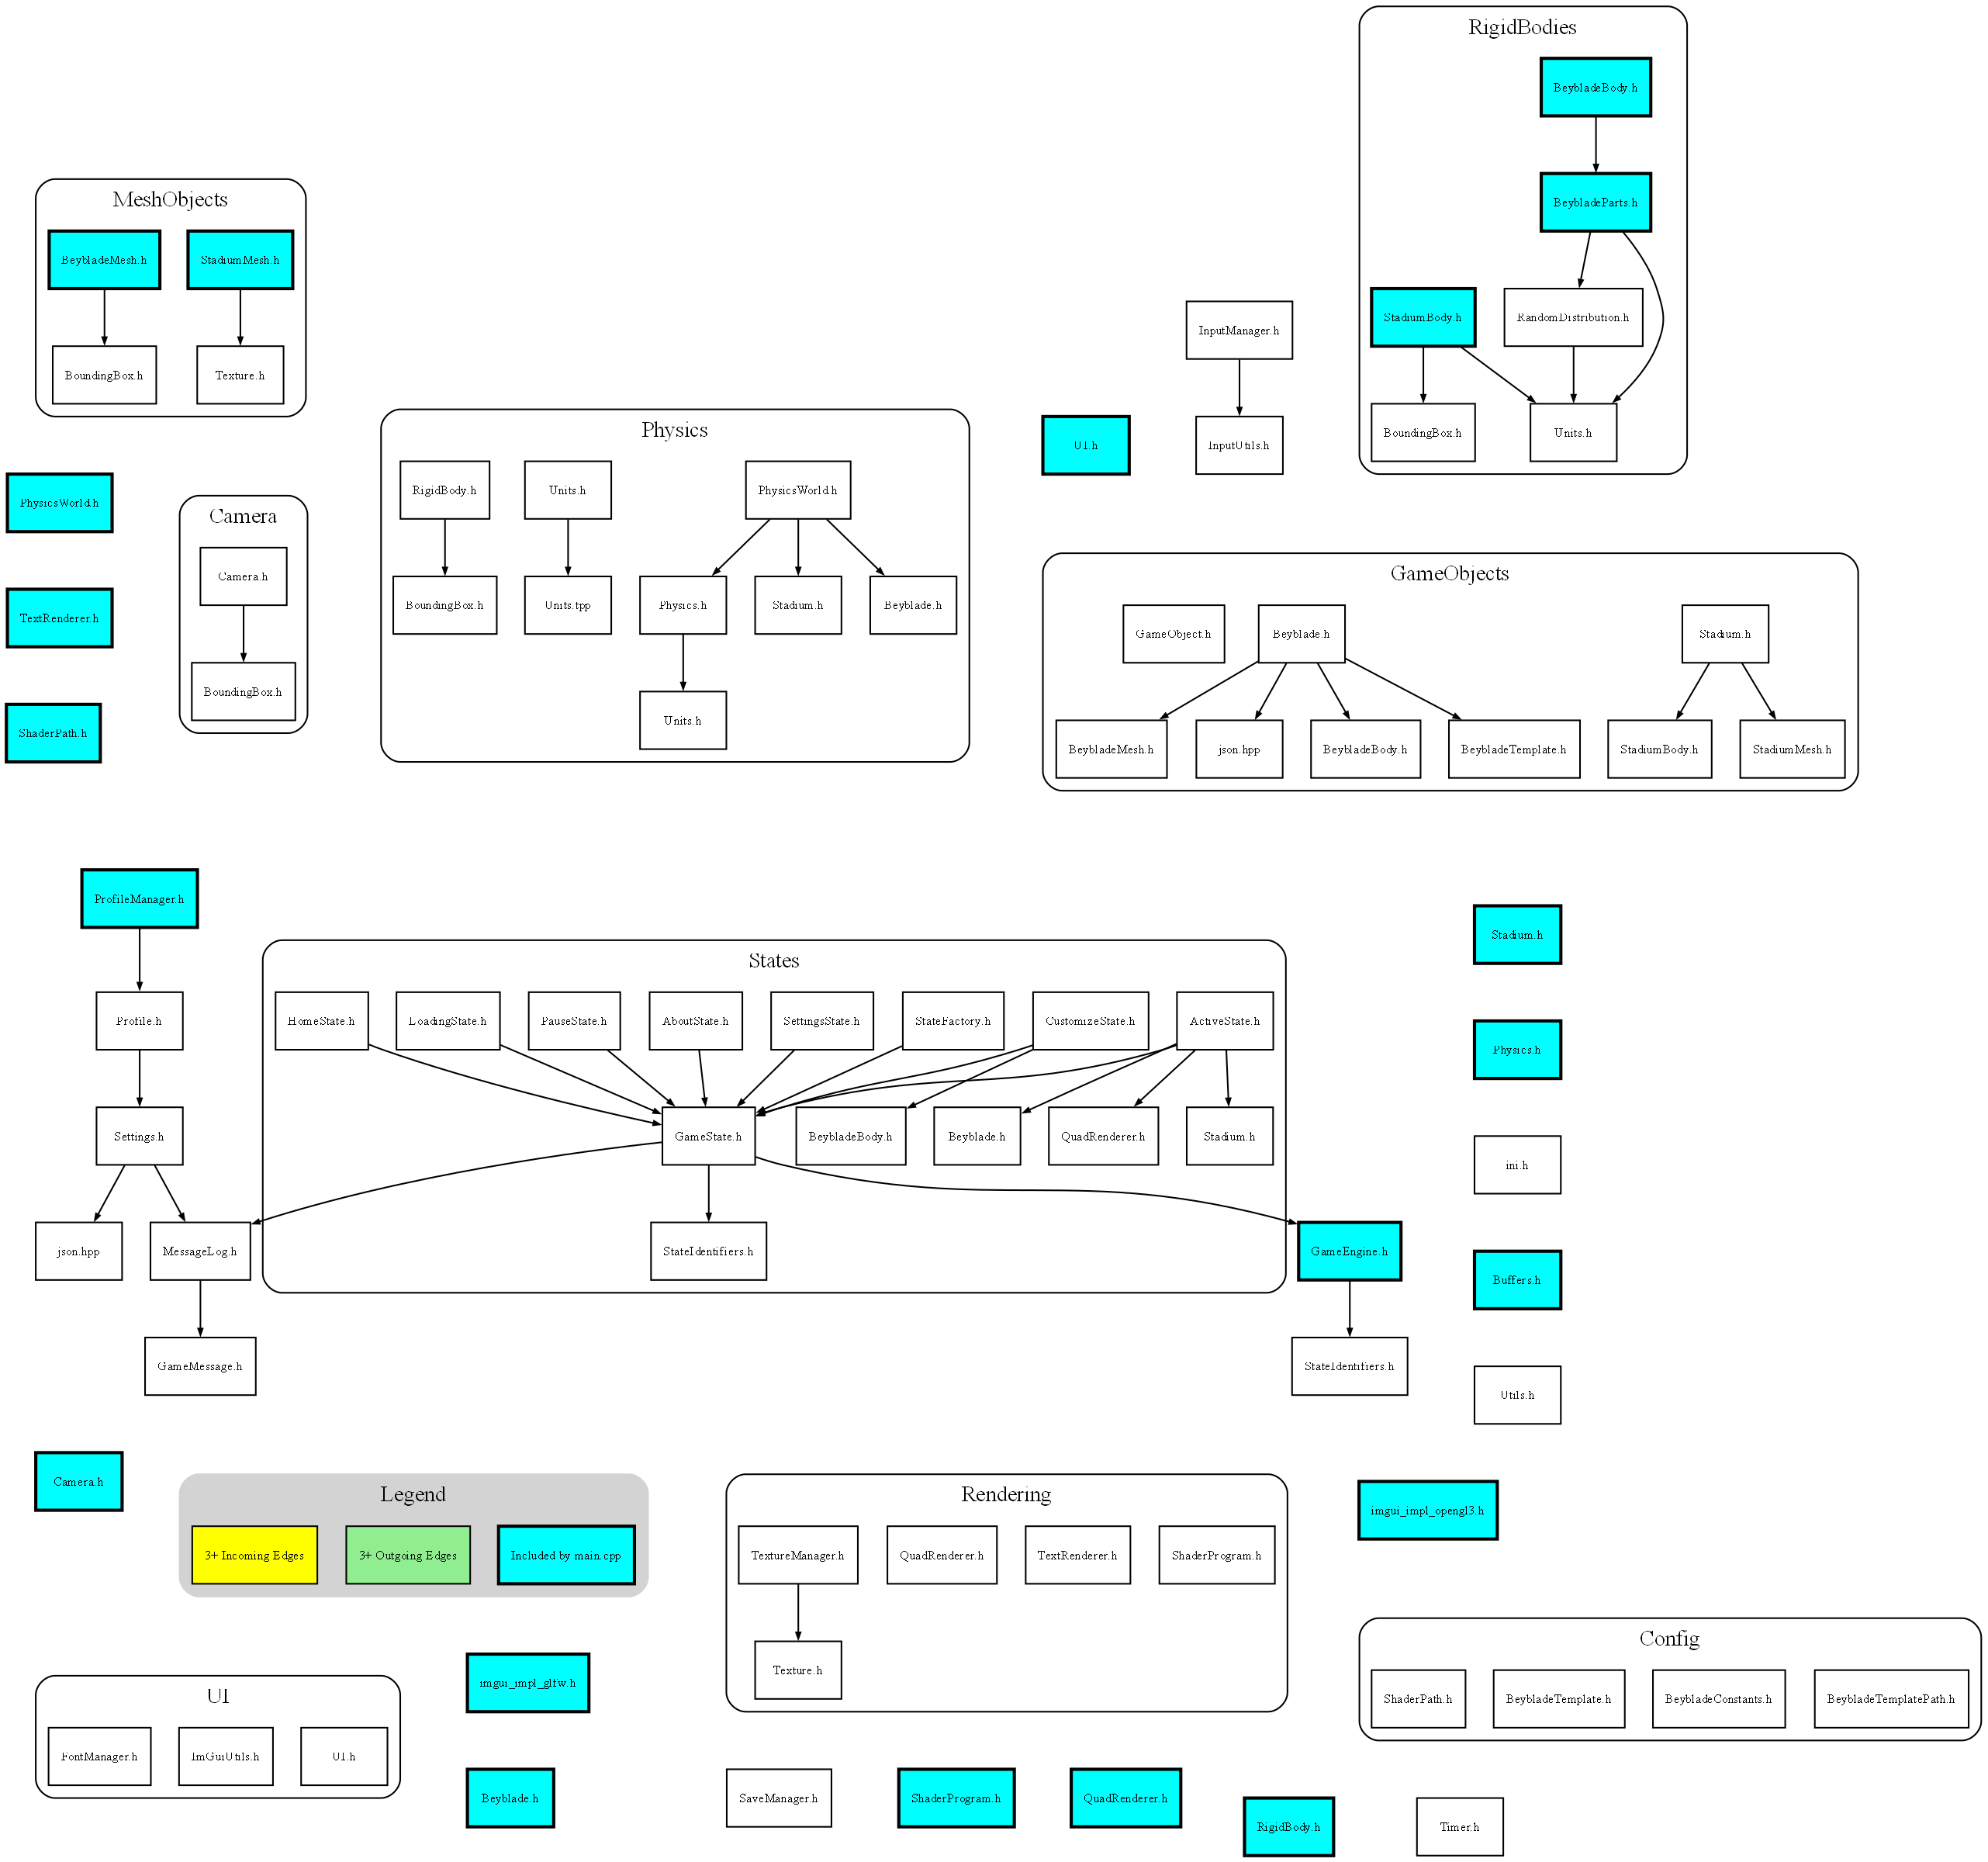 RigidBodies
BeybladeBody.h
BeybladeParts.h
StadiumBody.h
RandomDistribution.h
BoundingBox.h
Units.h
MeshObjects
BeybladeMesh.h
StadiumMesh.h
BoundingBox.h
Texture.h
InputManager.h
InputUtils.h
UI.h
PhysicsWorld.h
TextRenderer.h
ShaderPath.h
Camera
Camera.h
BoundingBox.h
Physics
RigidBody.h
Units.h
PhysicsWorld.h
BoundingBox.h
Units.tpp
Physics.h
Stadium.h
Beyblade.h
Units.h
GameObjects
GameObject.h
Beyblade.h
Stadium.h
BeybladeMesh.h
json.hpp
BeybladeBody.h
BeybladeTemplate.h
StadiumBody.h
StadiumMesh.h
ProfileManager.h
Profile.h
Settings.h
json.hpp
MessageLog.h
GameMessage.h
States
HomeState.h
LoadingState.h
PauseState.h
AboutState.h
SettingsState.h
StateFactory.h
CustomizeState.h
ActiveState.h
GameState.h
BeybladeBody.h
Beyblade.h
QuadRenderer.h
Stadium.h
StateIdentifiers.h
GameEngine.h
StateIdentifiers.h
Stadium.h
Physics.h
ini.h
Buffers.h
Utils.h
Camera.h
Legend
3+ Incoming Edges
3+ Outgoing Edges
Included by main.cpp
Rendering
TextureManager.h
QuadRenderer.h
TextRenderer.h
ShaderProgram.h
Texture.h
imgui_impl_opengl3.h
Config
ShaderPath.h
BeybladeTemplate.h
BeybladeConstants.h
BeybladeTemplatePath.h
UI
FontManager.h
ImGuiUtils.h
UI.h
imgui_impl_glfw.h
Beyblade.h
SaveManager.h
ShaderProgram.h
QuadRenderer.h
RigidBody.h
Timer.h